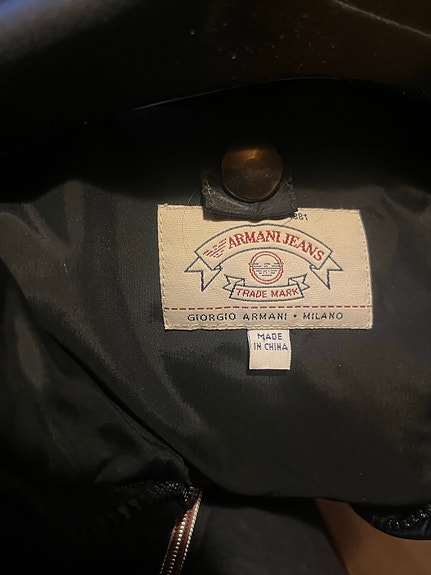 ARMANI JEANS
TRADE MARK
GIORGIO ARMANI • MILANO
MADE
IN CHINA